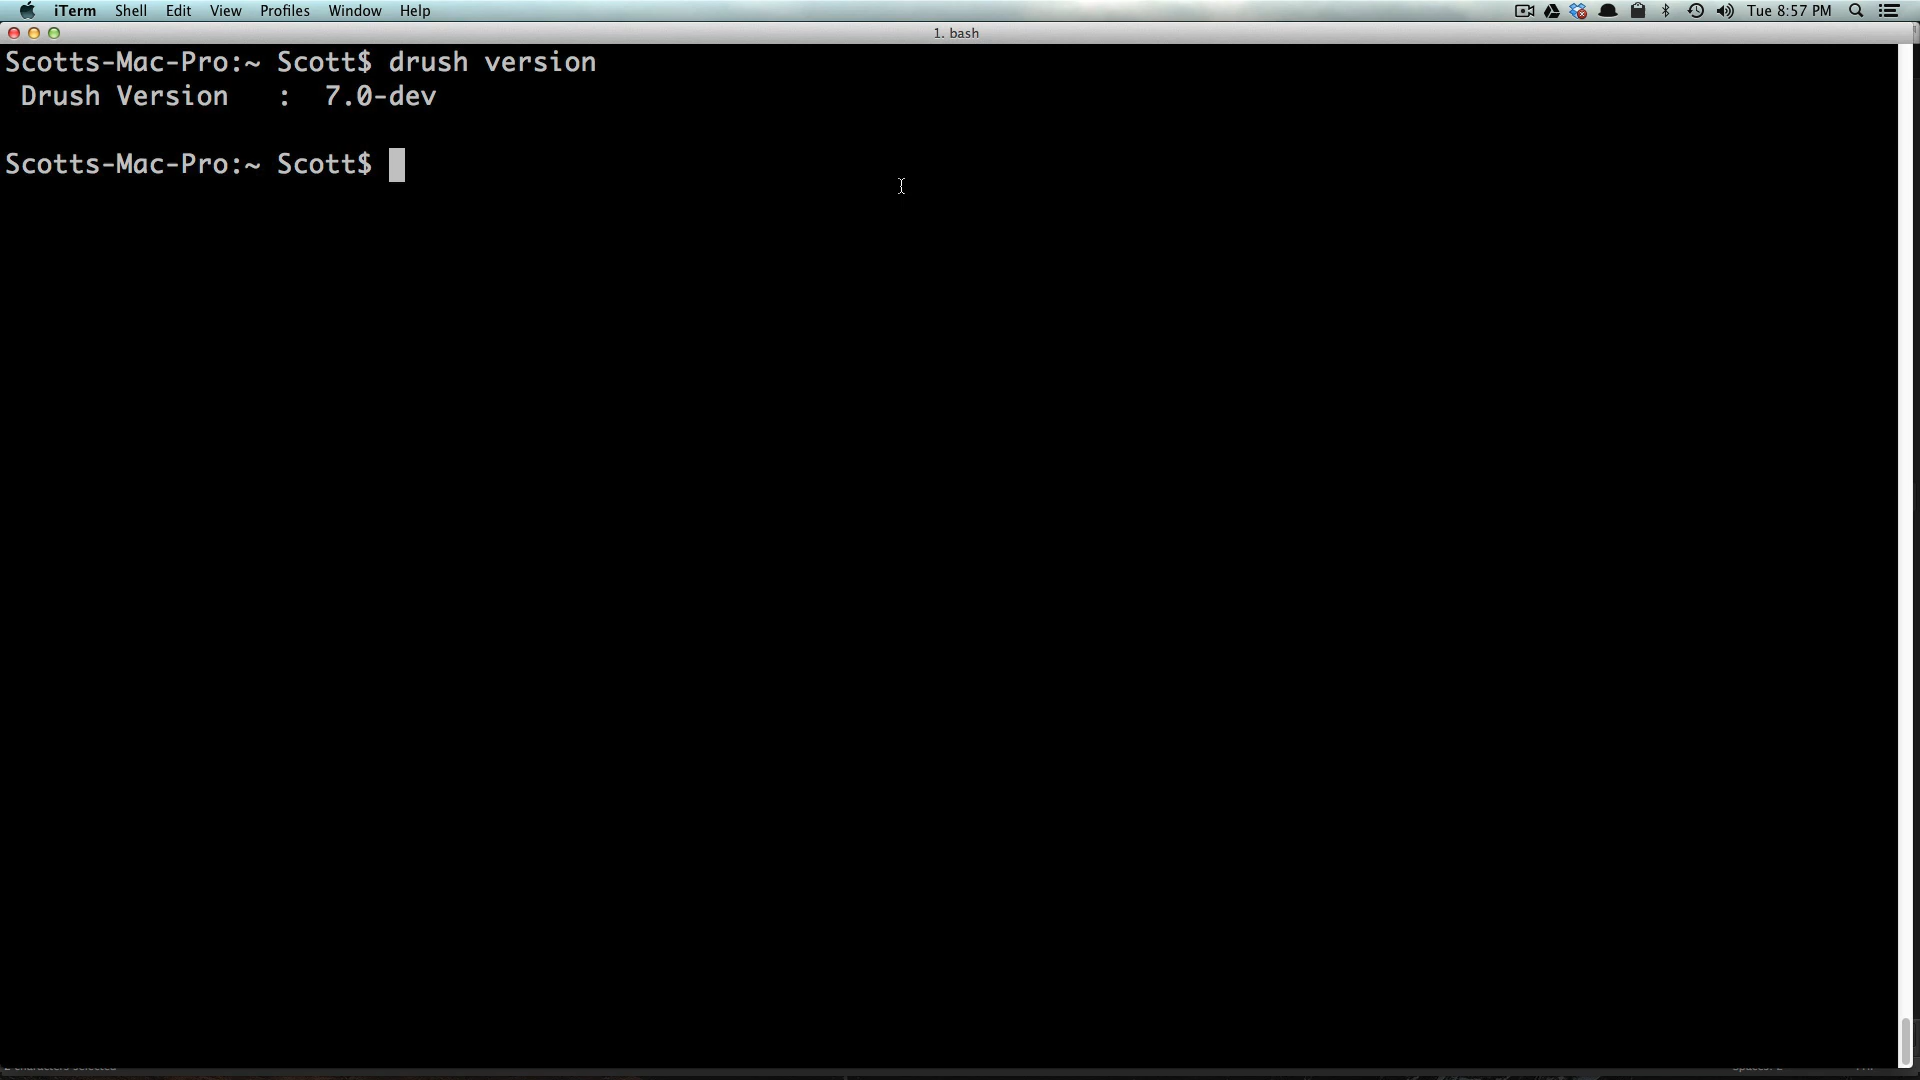 iTerm Shell Edit View Profiles Window Help Tue 8:57 PM
1. bash
Scotts-Mac-Pro:~ Scott$ drush version
Drush Version : 7.0-dev
Scotts-Mac-Pro:~ Scott$